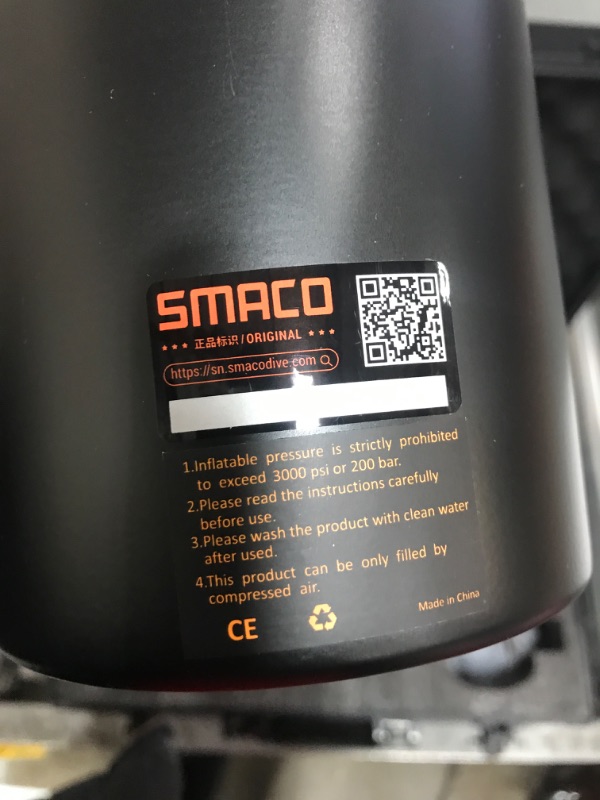 SMACO
*** 正品标识/ORIGINAL ***
https://sn.smacodive.com
1.Inflatable pressure is strictly prohibited
to exceed 3000 psi or 200 bar.
2.Please read the instructions carefully
before use.
3.Please wash the product with clean water
after used.
4.This product can be only filled by
compressed air.
CE
Made in China